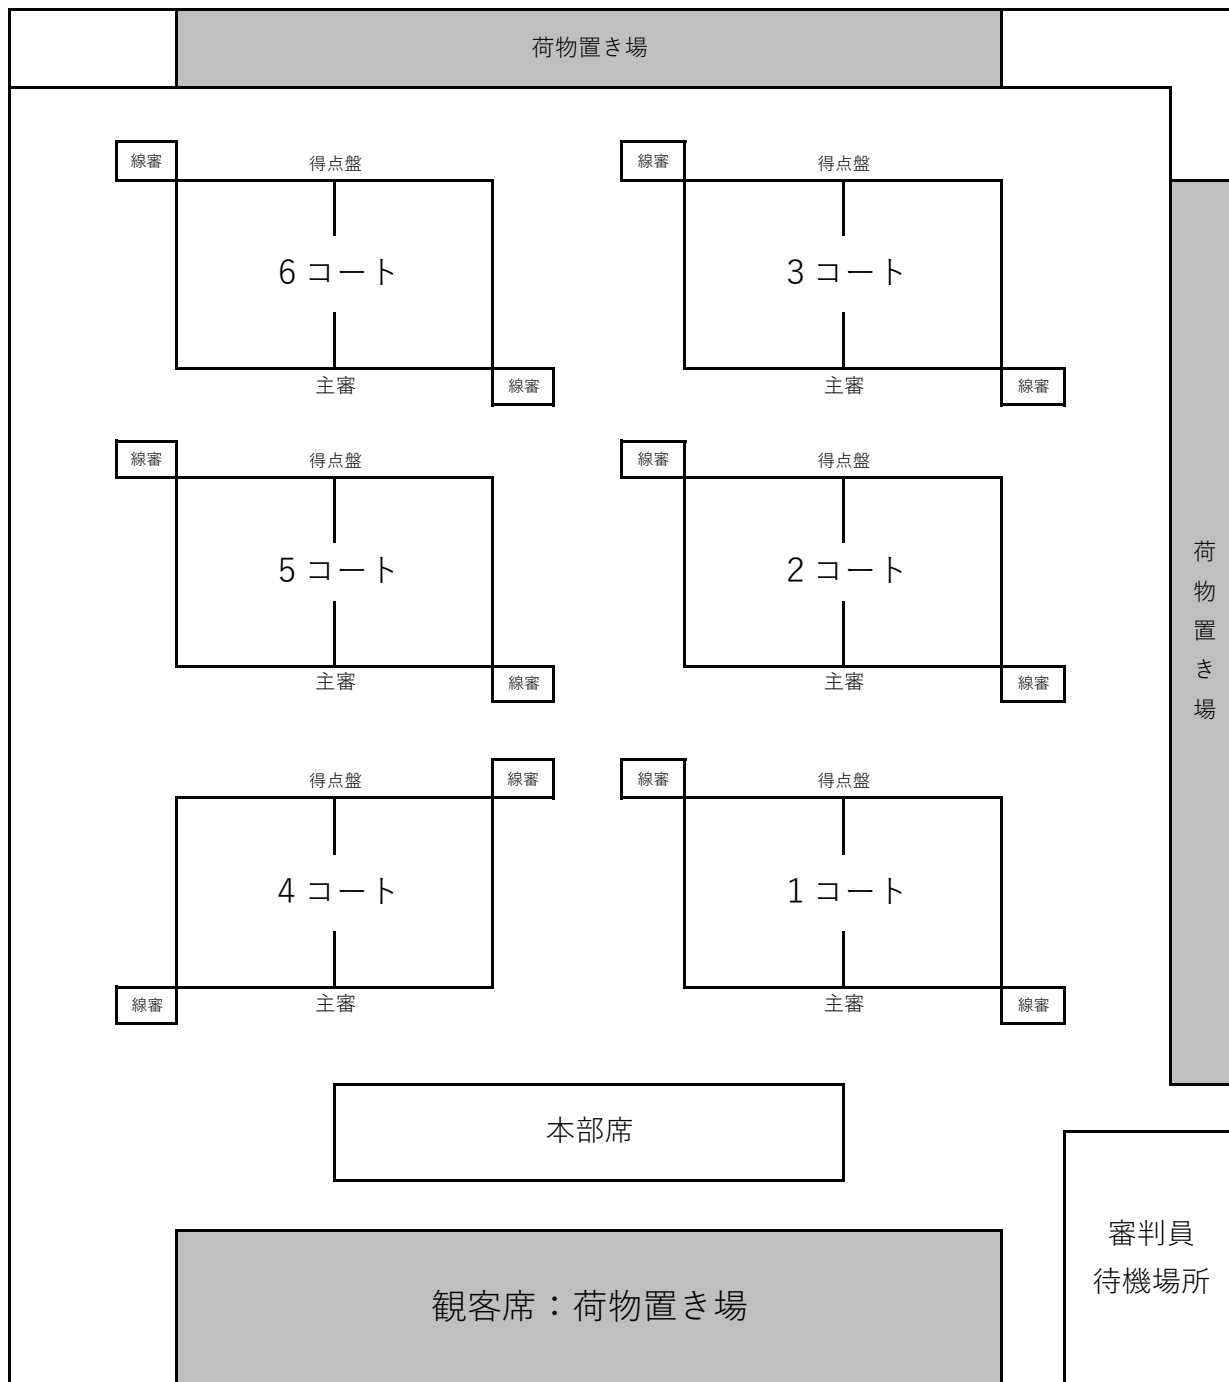 荷物置き場
線審
得点盤
線審
得点盤
6 コート
3 コート
主審
線審
主審
線審
線審
得点盤
線審
得点盤
5 コート
2 コート
荷物置き場
主審
線審
主審
線審
得点盤
線審
線審
得点盤
4 コート
1 コート
線審
主審
主審
線審
本部席
審判員
待機場所
観客席：荷物置き場